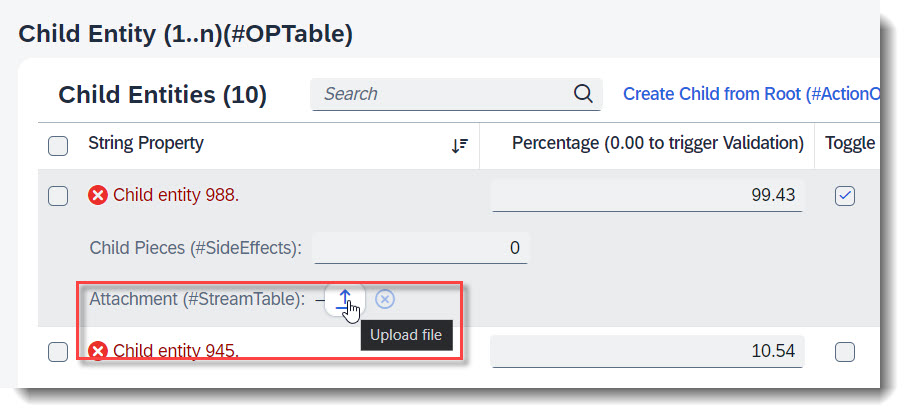 Child Entity (1..n)(#OPTable)
Child Entities (10) Search Create Child from Root (#ActionO
String Property Percentage (0.00 to trigger Validation) Toggle
Child entity 988. 99.43
Child Pieces (#SideEffects): 0
Attachment (#StreamTable): –
Upload file
Child entity 945. 10.54